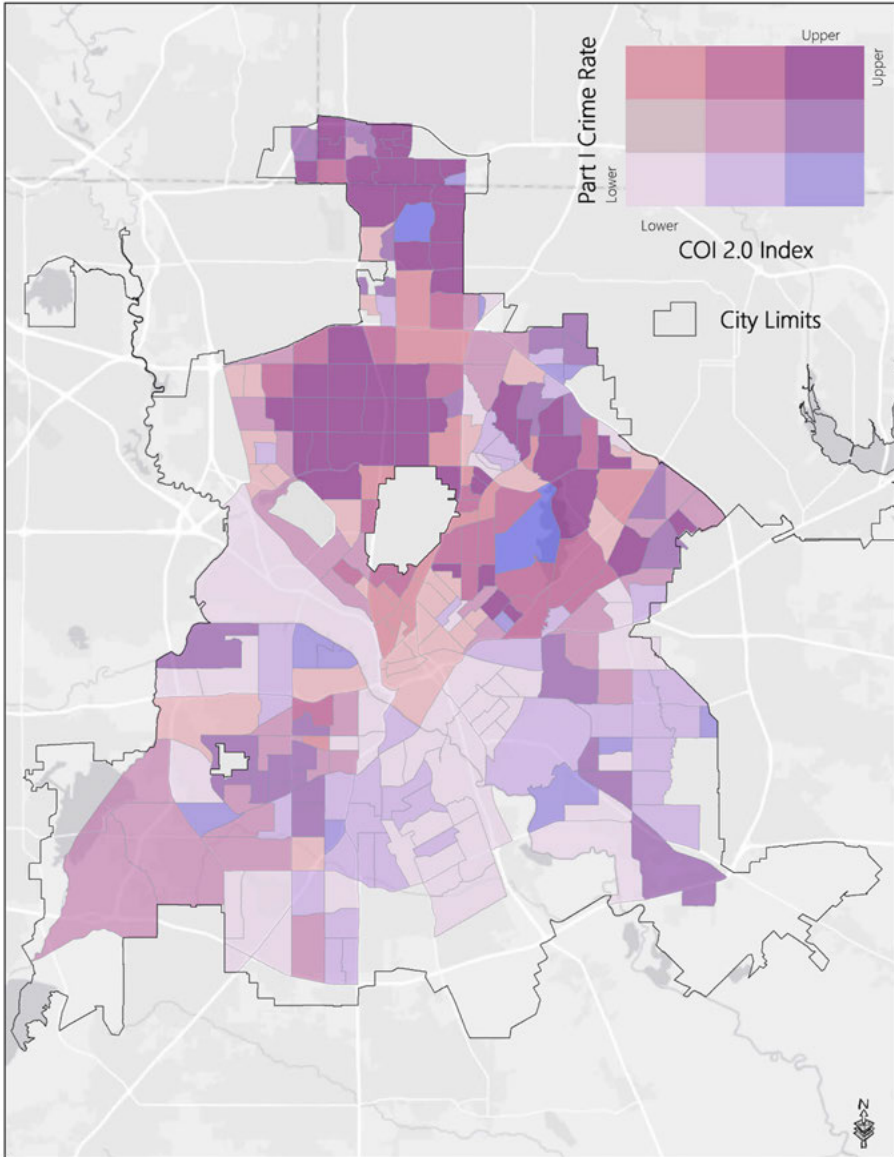 Upper
Upper
Part I Crime Rate
Lower
Lower
COI 2.0 Index
City Limits
N